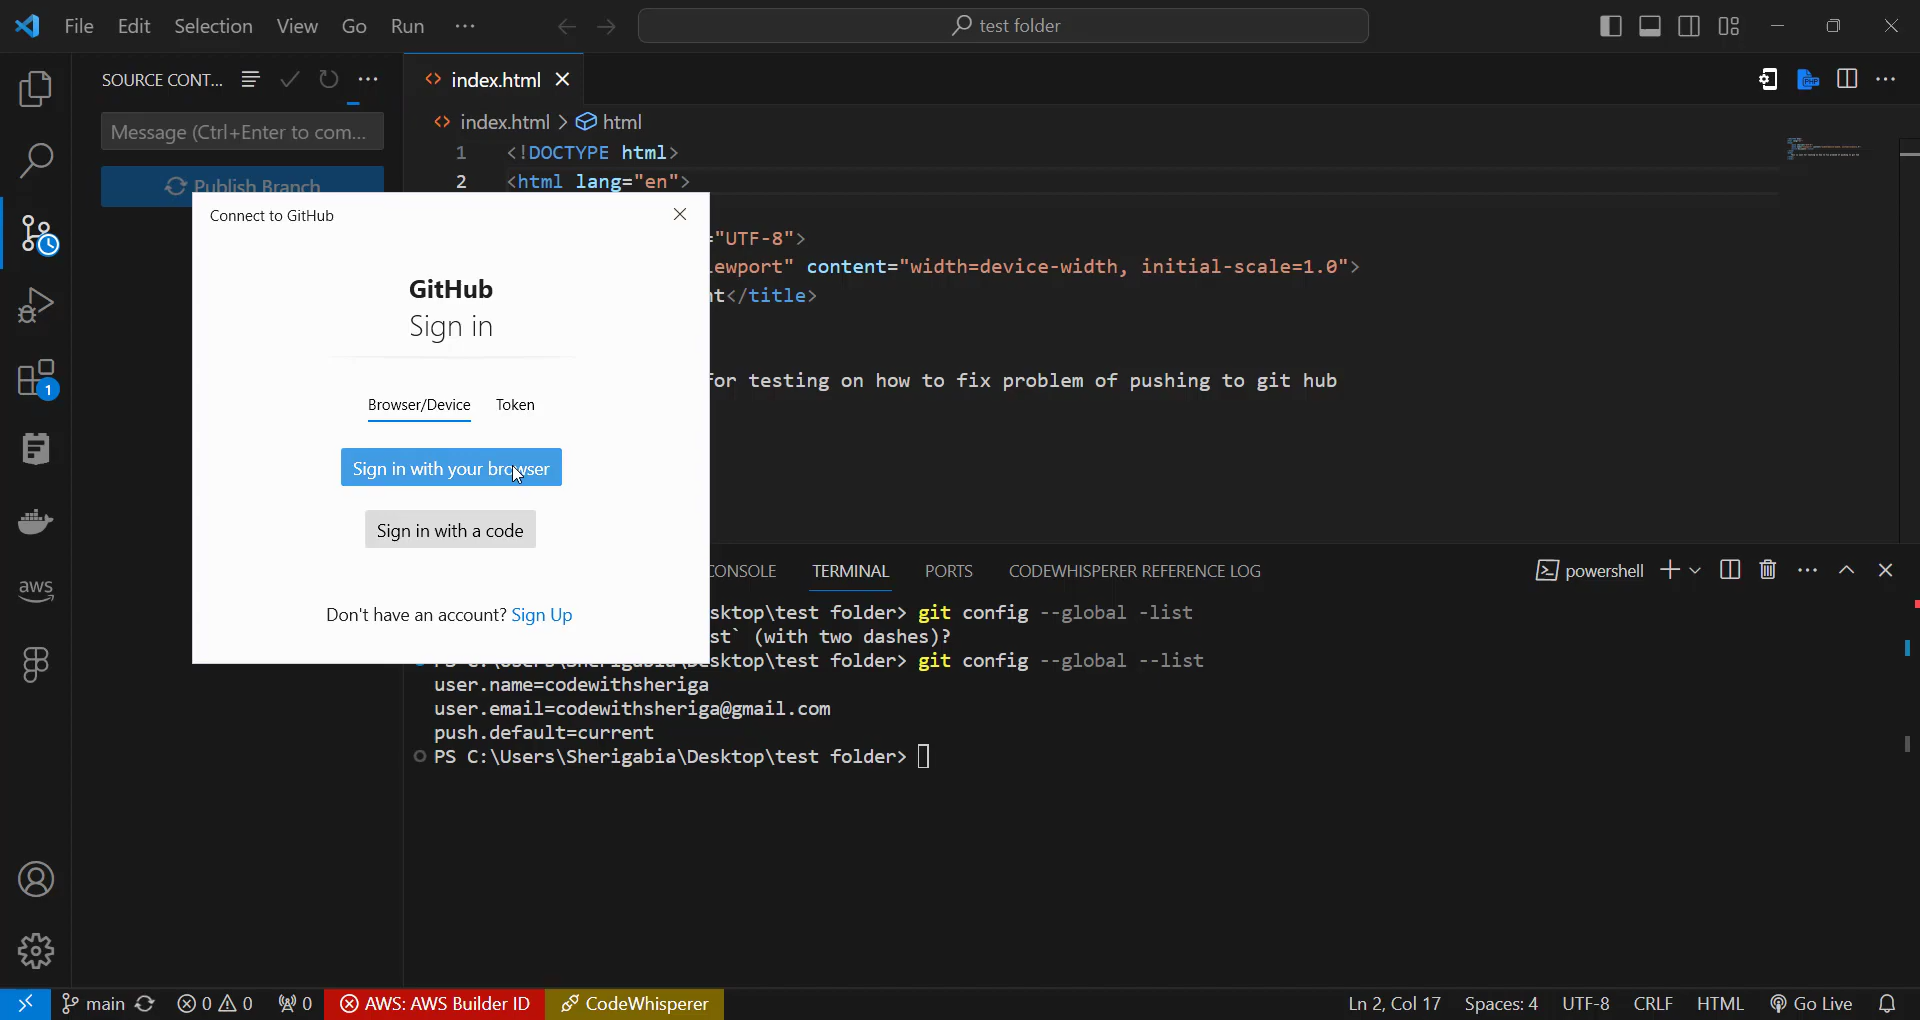 File Edit Selection View Go Run ···
test folder
SOURCE CONT...
Message (Ctrl+Enter to com...
Publish Branch
index.html
index.html > html
1 <!DOCTYPE html>
2 <html lang="en">
="UTF-8">
ewport" content="width=device-width, initial-scale=1.0">
t</title>
for testing on how to fix problem of pushing to git hub
Connect to GitHub
GitHub
Sign in
Browser/Device Token
Sign in with your browser
Sign in with a code
Don't have an account? Sign Up
1
aws
CONSOLE TERMINAL PORTS CODEWHISPERER REFERENCE LOG
powershell
sktop\test folder> git config --global -list
st` (with two dashes)?
PS C:\Users\Sherigabia\Desktop\test folder> git config --global --list
user.name=codewithsheriga
user.email=codewithsheriga@gmail.com
push.default=current
PS C:\Users\Sherigabia\Desktop\test folder>
main 0 0 0 AWS: AWS Builder ID CodeWhisperer Ln 2, Col 17 Spaces: 4 UTF-8 CRLF HTML Go Live